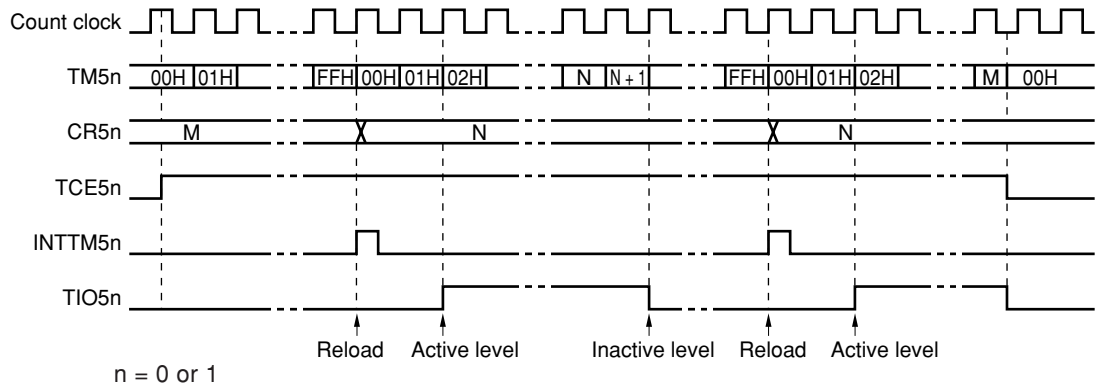 Count clock
TM5n 00H 01H FFH 00H 01H 02H N N + 1 FFH 00H 01H 02H M 00H
CR5n M N N
TCE5n
INTTM5n
TIO5n
Reload Active level Inactive level Reload Active level
n = 0 or 1